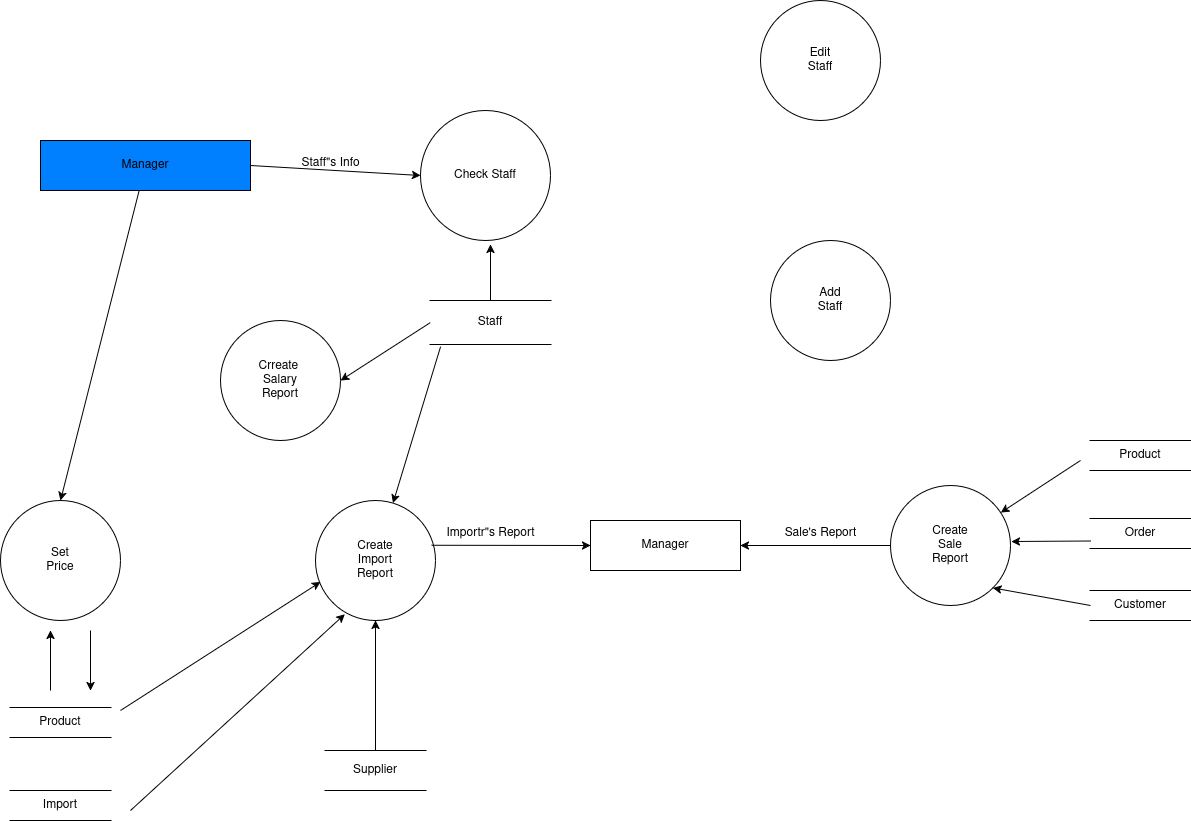 Edit
Staff
Manager
Staff"s Info
Check Staff
Add
Staff
Staff
Crreate
Salary
Report
Product
Set
Price
Create
Import
Report
Importr"s Report
Manager
Sale's Report
Create
Sale
Report
Order
Customer
Product
Supplier
Import